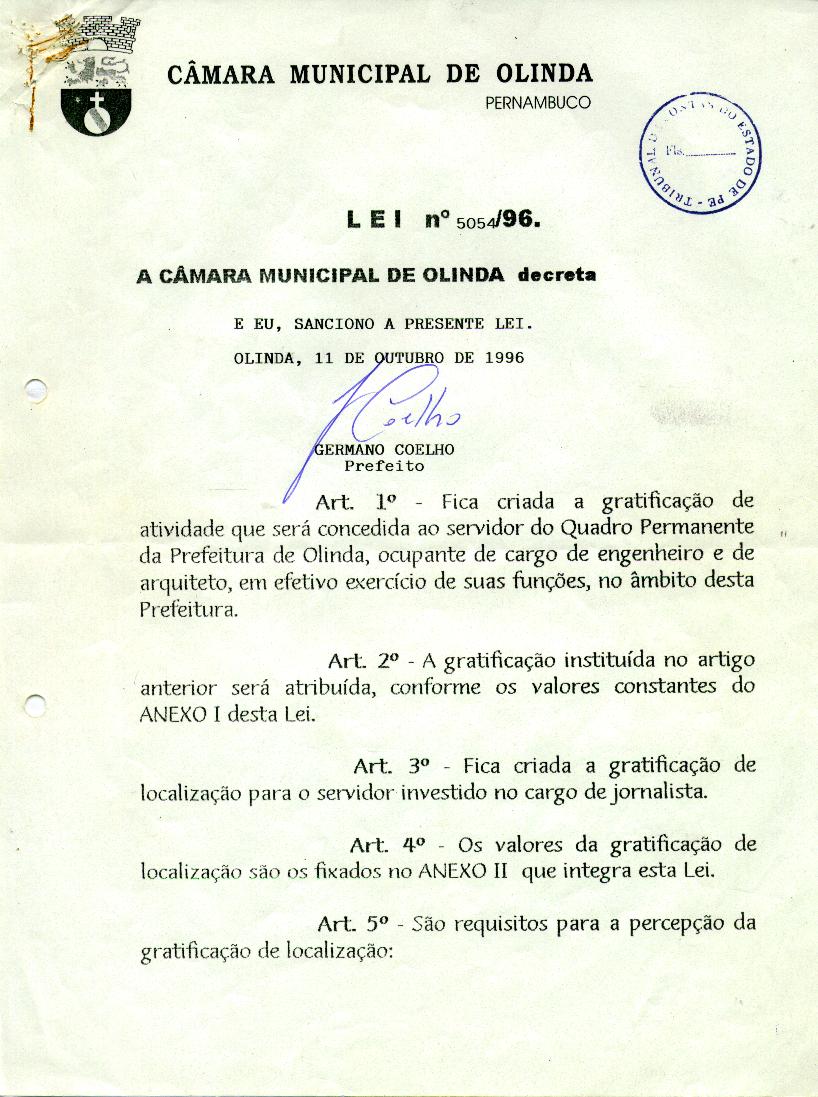 CÂMARA MUNICIPAL DE OLINDA
PERNAMBUCO
TRIBUNAL DE CONTAS DO ESTADO DE PE -
Fls.
LEI nº 5054/96.
A CÂMARA MUNICIPAL DE OLINDA decreta
E EU, SANCIONO A PRESENTE LEI.
OLINDA, 11 DE OUTUBRO DE 1996
Coelho
GERMANO COELHO
Prefeito
Art. 1º - Fica criada a gratificação de
atividade que será concedida ao servidor do Quadro Permanente
da Prefeitura de Olinda, ocupante de cargo de engenheiro e de
arquiteto, em efetivo exercício de suas funções, no âmbito desta
Prefeitura.
Art. 2º - A gratificação instituída no artigo
anterior será atribuída, conforme os valores constantes do
ANEXO I desta Lei.
Art. 3º - Fica criada a gratificação de
localização para o servidor investido no cargo de jornalista.
Art. 4º - Os valores da gratificação de
localização são os fixados no ANEXO II que integra esta Lei.
Art. 5º - São requisitos para a percepção da
gratificação de localização: